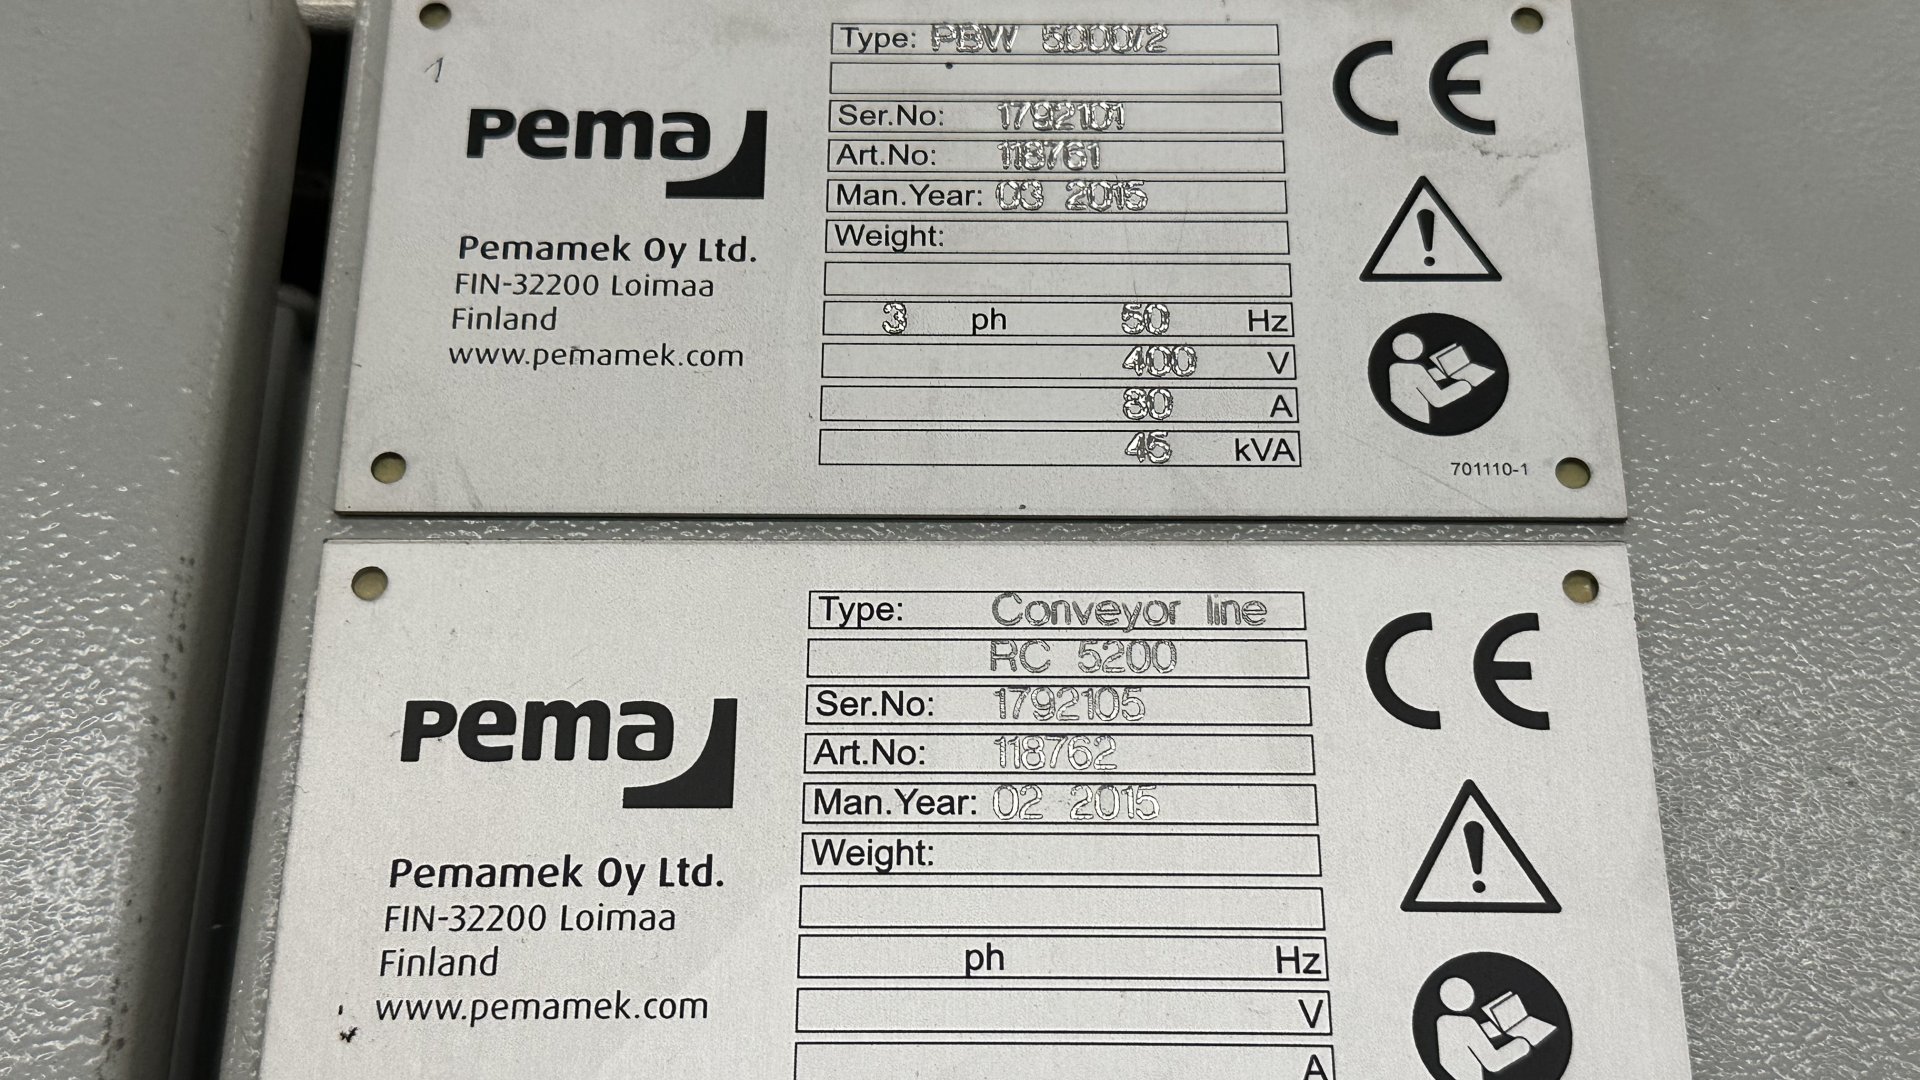 1
Type: PBW 5000/2
Ser.No: 1792101
Art.No: 118761
Man.Year: 03 2015
Weight:
3 ph 50 Hz
400 V
80 A
45 kVA
CE
pema
Pemamek Oy Ltd.
FIN-32200 Loimaa
Finland
www.pemamek.com
701110-1
Type: Conveyor line
RC 5200
Ser.No: 1792105
Art.No: 118762
Man.Year: 02 2015
Weight:
ph Hz
V
A
CE
pema
Pemamek Oy Ltd.
FIN-32200 Loimaa
Finland
www.pemamek.com